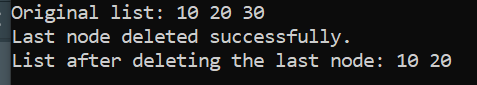 Original list: 10 20 30
Last node deleted successfully.
List after deleting the last node: 10 20